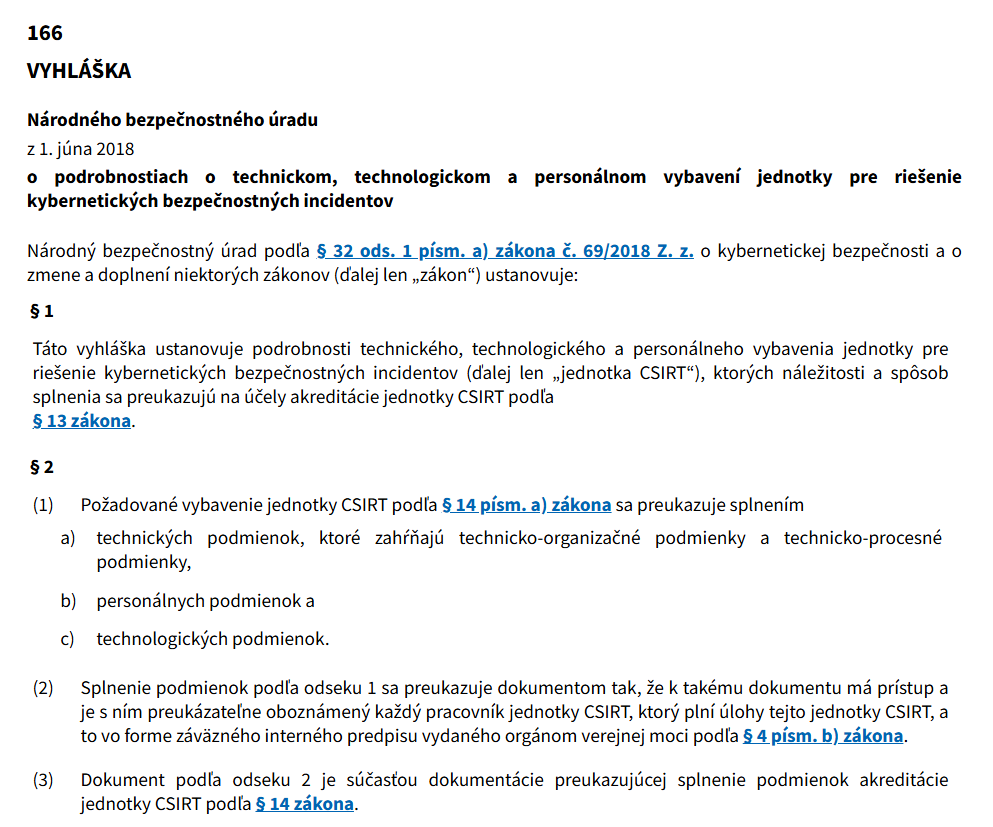 166
VYHLÁŠKA
Národného bezpečnostného úradu
z 1. júna 2018
o podrobnostiach o technickom, technologickom a personálnom vybavení jednotky pre riešenie
kybernetických bezpečnostných incidentov
Národný bezpečnostný úrad podľa § 32 ods. 1 písm. a) zákona č. 69/2018 Z. z. o kybernetickej bezpečnosti a o
zmene a doplnení niektorých zákonov (ďalej len „zákon“) ustanovuje:
§ 1
Táto vyhláška ustanovuje podrobnosti technického, technologického a personálneho vybavenia jednotky pre
riešenie kybernetických bezpečnostných incidentov (ďalej len „jednotka CSIRT“), ktorých náležitosti a spôsob
splnenia sa preukazujú na účely akreditácie jednotky CSIRT podľa
§ 13 zákona.
§ 2
(1) Požadované vybavenie jednotky CSIRT podľa § 14 písm. a) zákona sa preukazuje splnením
a) technických podmienok, ktoré zahŕňajú technicko-organizačné podmienky a technicko-procesné
podmienky,
b) personálnych podmienok a
c) technologických podmienok.
(2) Splnenie podmienok podľa odseku 1 sa preukazuje dokumentom tak, že k takému dokumentu má prístup a
je s ním preukázateľne oboznámený každý pracovník jednotky CSIRT, ktorý plní úlohy tejto jednotky CSIRT, a
to vo forme záväzného interného predpisu vydaného orgánom verejnej moci podľa § 4 písm. b) zákona.
(3) Dokument podľa odseku 2 je súčasťou dokumentácie preukazujúcej splnenie podmienok akreditácie
jednotky CSIRT podľa § 14 zákona.